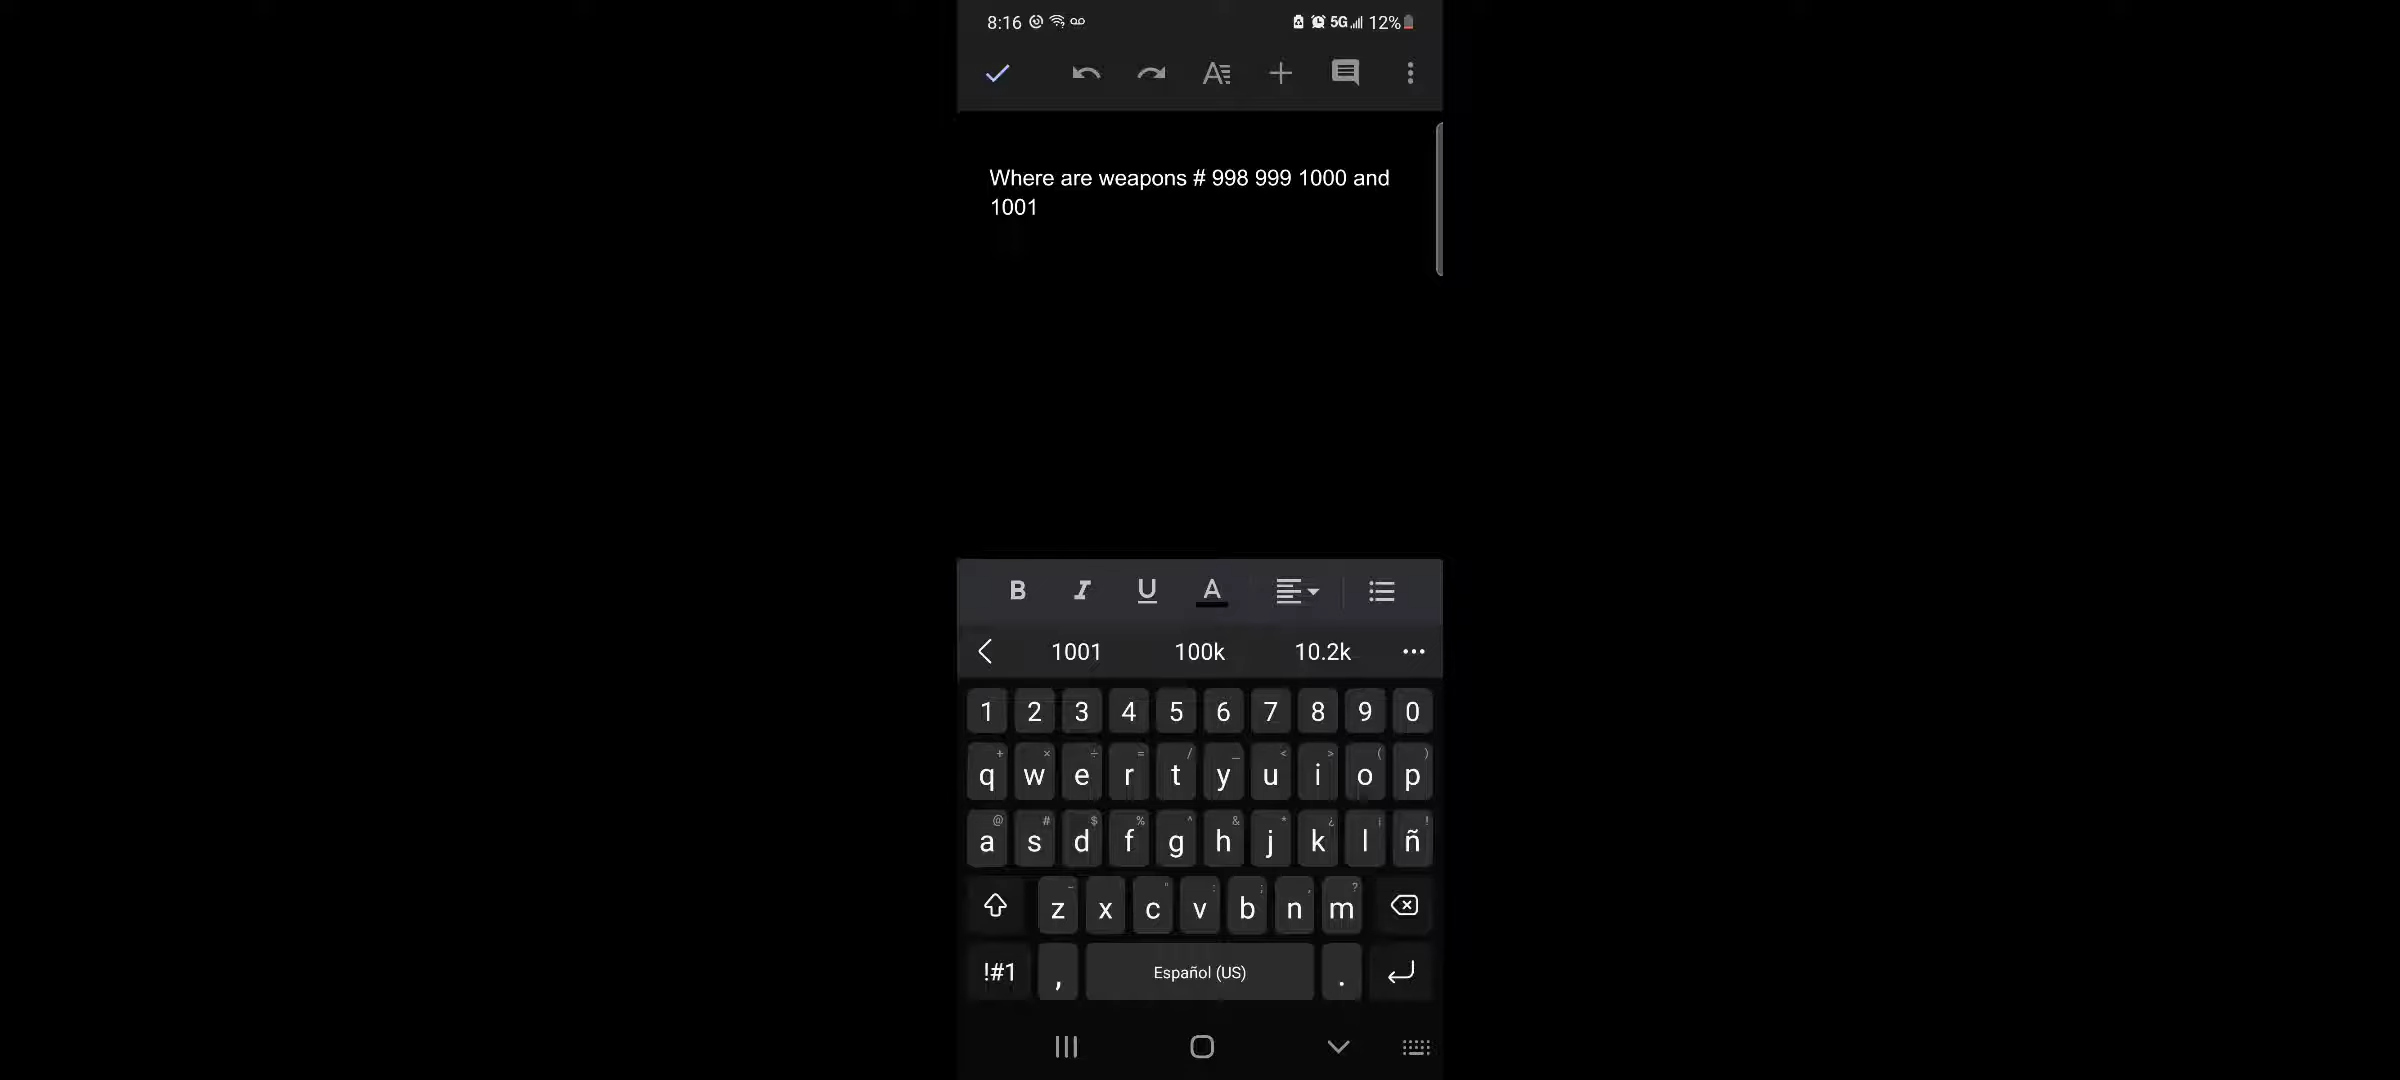 8:16 5G 12%
Where are weapons # 998 999 1000 and
1001
B I U A
1001 100k 10.2k
1 2 3 4 5 6 7 8 9 0
+ × ÷ = / _ < > ( )
q w e r t y u i o p
@ # $ % ^ & * ¿ ¡ !
a s d f g h j k l ñ
- " : ; , ?
z x c v b n m
!#1 , Español (US) .